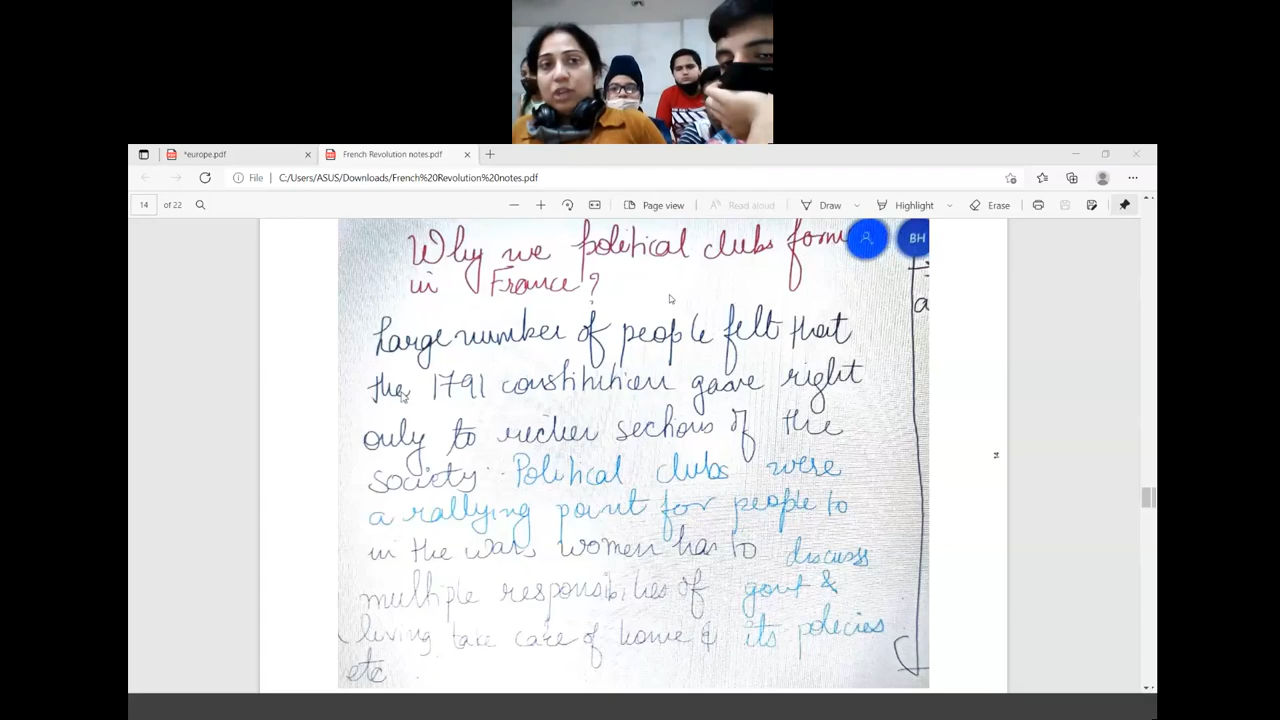 *europe.pdf
French Revolution notes.pdf
File C:/Users/ASUS/Downloads/French%20Revolution%20notes.pdf
14 of 22 Page view Read aloud Draw Highlight Erase
BH
Why we political clubs form
in France?
Large number of people felt that
the 1791 constitution gave right
only to richer sections of the
society. Political clubs were
a rallying point for people to
in the wars women has to discuss
multiple responsibilities of govt &
living take care of home & its policies
etc
a